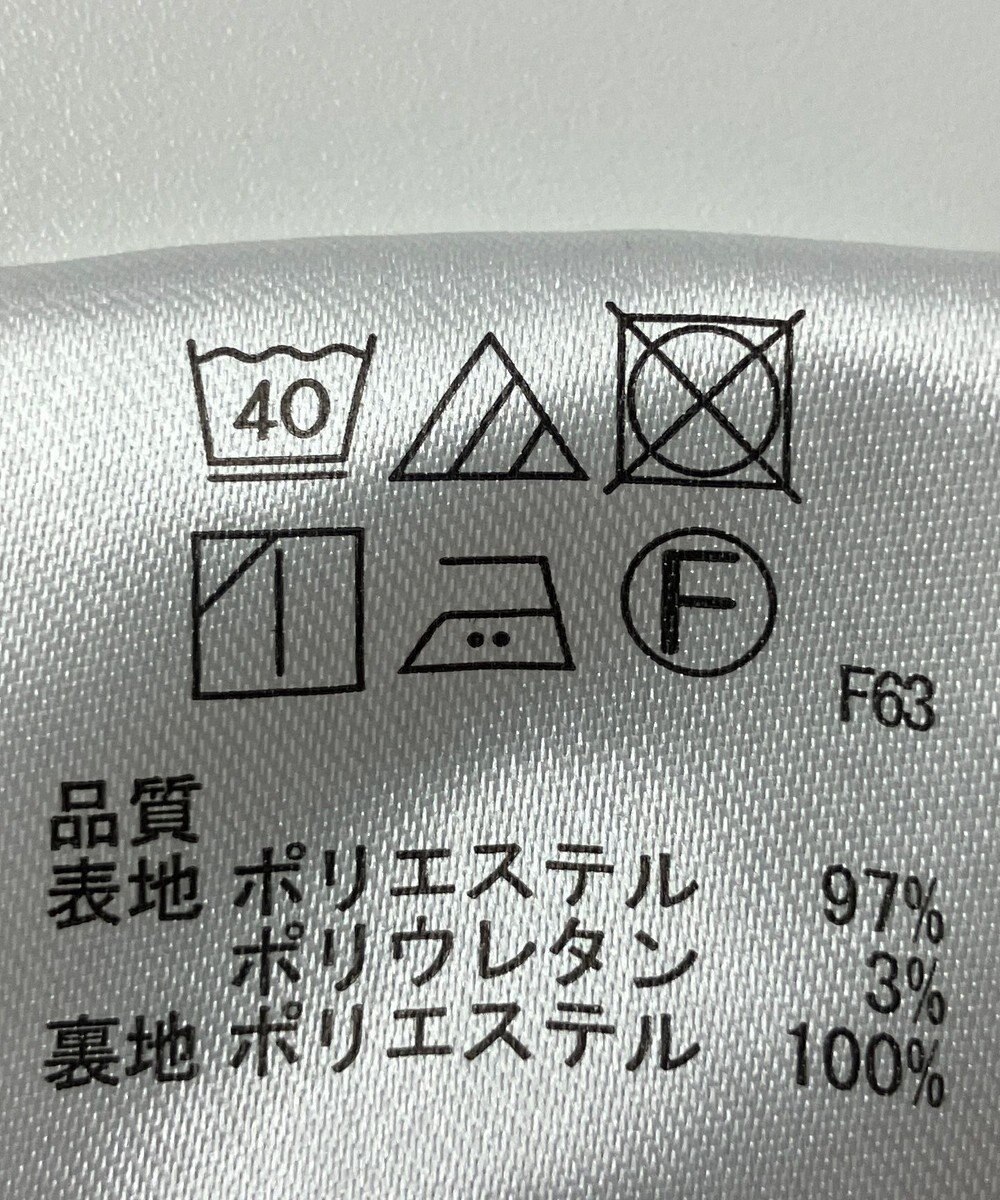 40
F
F63
品質
表地 ポリエステル 97%
ポリウレタン 3%
裏地 ポリエステル 100%